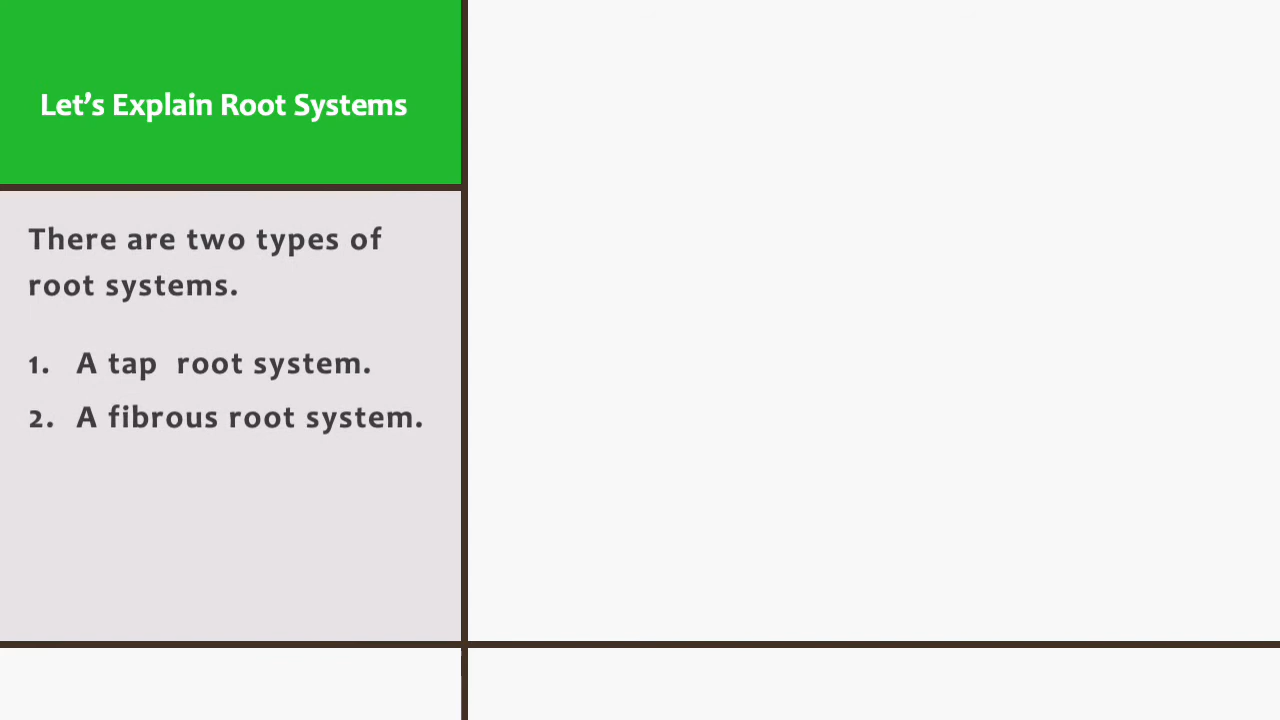 Let’s Explain Root Systems
There are two types of
root systems.
1. A tap  root system.
2. A fibrous root system.